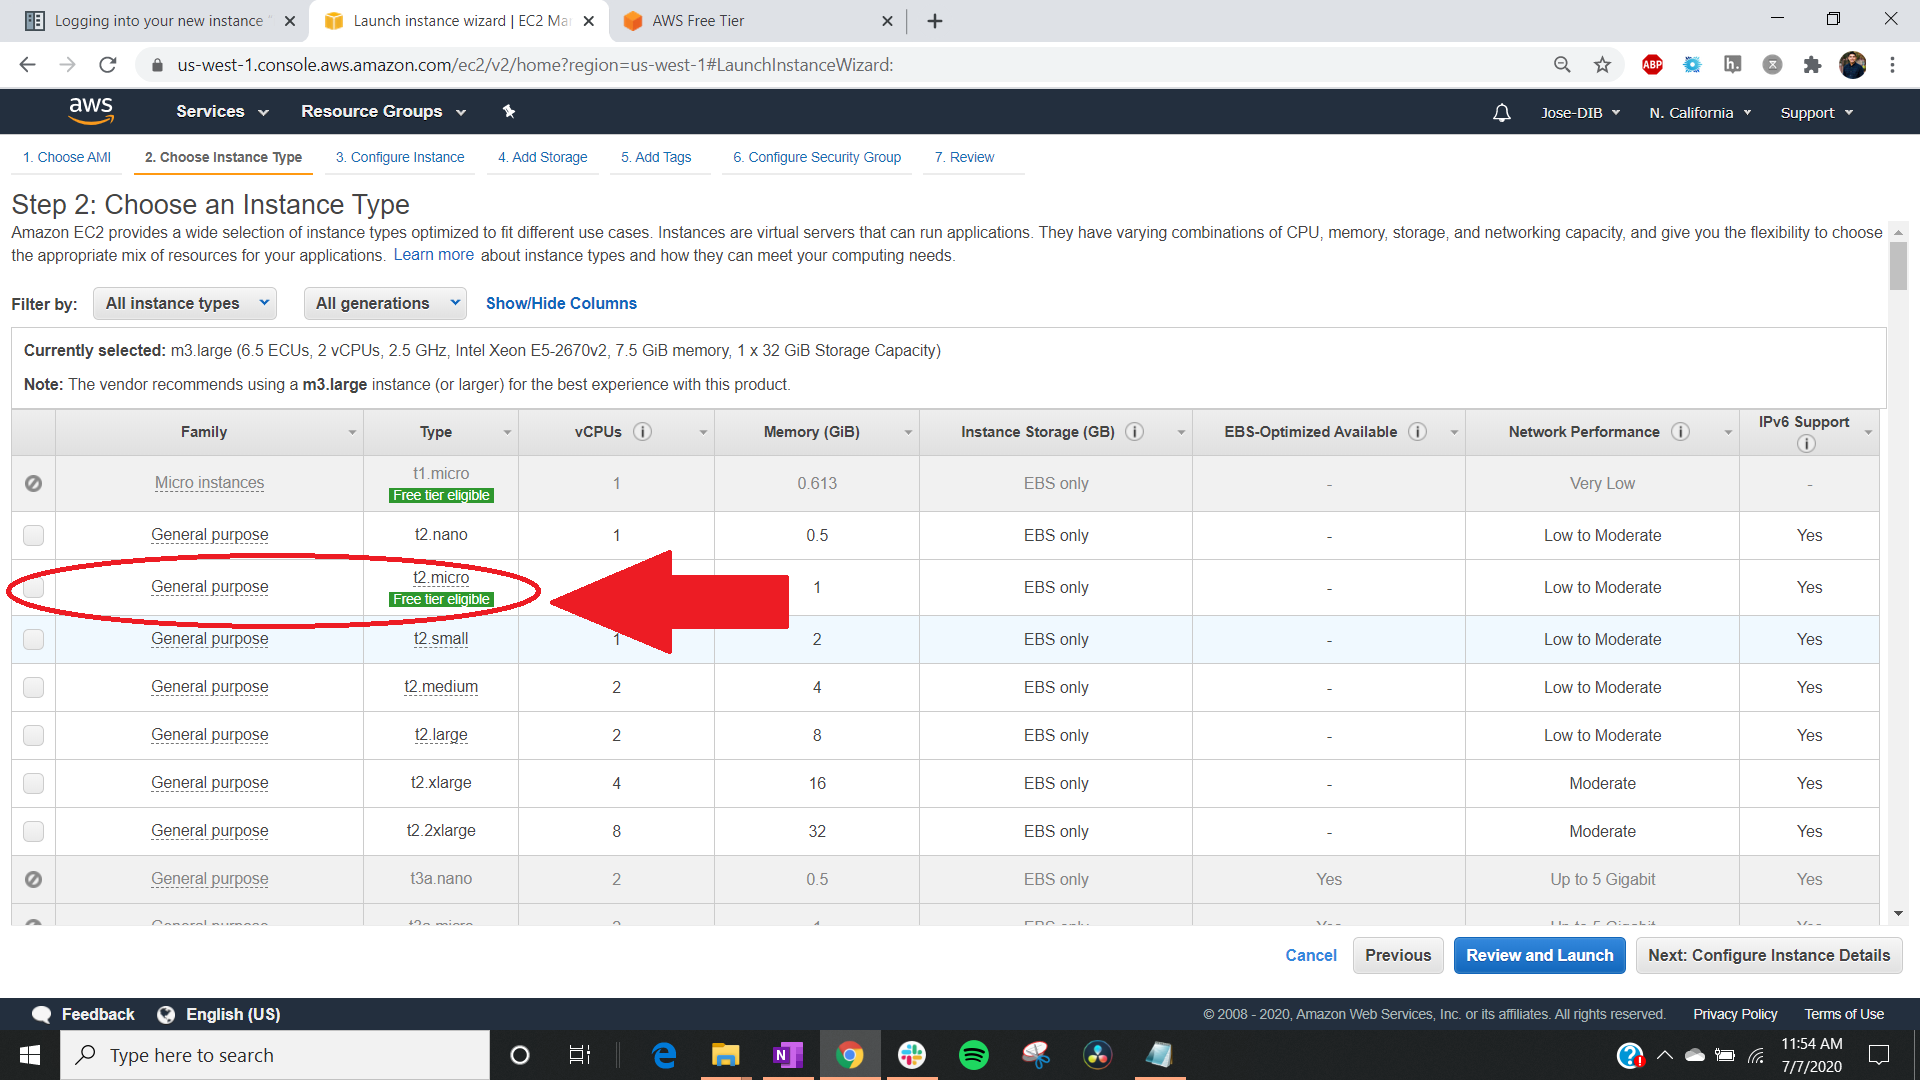 Logging into your new instance "
Launch instance wizard | EC2 Man
AWS Free Tier
us-west-1.console.aws.amazon.com/ec2/v2/home?region=us-west-1#LaunchInstanceWizard:
ABP
h.
aws
Services
Resource Groups
Jose-DIB
N. California
Support
1. Choose AMI
2. Choose Instance Type
3. Configure Instance
4. Add Storage
5. Add Tags
6. Configure Security Group
7. Review
Step 2: Choose an Instance Type
Amazon EC2 provides a wide selection of instance types optimized to fit different use cases. Instances are virtual servers that can run applications. They have varying combinations of CPU, memory, storage, and networking capacity, and give you the flexibility to choose
the appropriate mix of resources for your applications. Learn more about instance types and how they can meet your computing needs.
Filter by: All instance types All generations Show/Hide Columns
Currently selected: m3.large (6.5 ECUs, 2 vCPUs, 2.5 GHz, Intel Xeon E5-2670v2, 7.5 GiB memory, 1 x 32 GiB Storage Capacity)
Note: The vendor recommends using a m3.large instance (or larger) for the best experience with this product.
Family Type vCPUs i Memory (GiB) Instance Storage (GB) i EBS-Optimized Available i Network Performance i IPv6 Support i
Micro instances t1.micro Free tier eligible 1 0.613 EBS only - Very Low -
General purpose t2.nano 1 0.5 EBS only - Low to Moderate Yes
General purpose t2.micro Free tier eligible 1 EBS only - Low to Moderate Yes
General purpose t2.small 1 2 EBS only - Low to Moderate Yes
General purpose t2.medium 2 4 EBS only - Low to Moderate Yes
General purpose t2.large 2 8 EBS only - Low to Moderate Yes
General purpose t2.xlarge 4 16 EBS only - Moderate Yes
General purpose t2.2xlarge 8 32 EBS only - Moderate Yes
General purpose t3a.nano 2 0.5 EBS only Yes Up to 5 Gigabit Yes
General purpose t3a.micro 2 1 EBS only Yes Up to 5 Gigabit Yes
Cancel
Previous
Review and Launch
Next: Configure Instance Details
Feedback
English (US)
© 2008 - 2020, Amazon Web Services, Inc. or its affiliates. All rights reserved.
Privacy Policy
Terms of Use
Type here to search
N
11:54 AM
7/7/2020